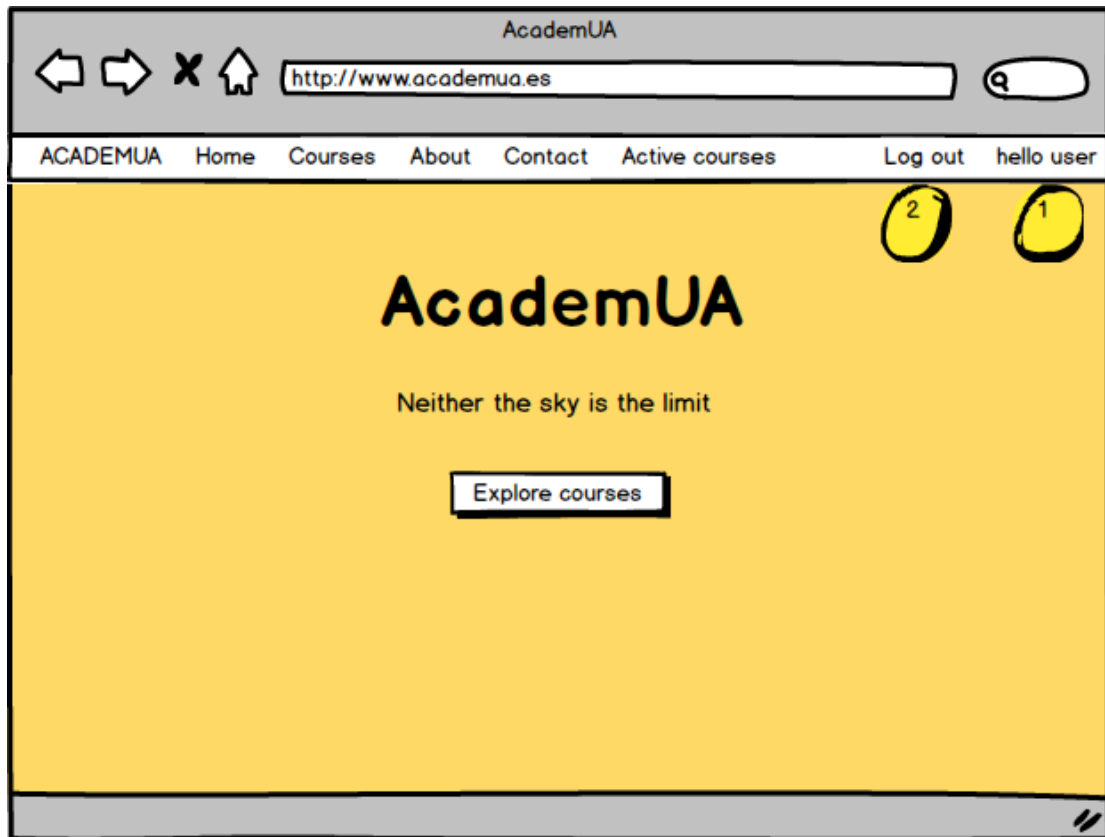 AcademUA
http://www.academua.es
ACADEMUA Home Courses About Contact Active courses Log out hello user
2 1
AcademUA
Neither the sky is the limit
Explore courses